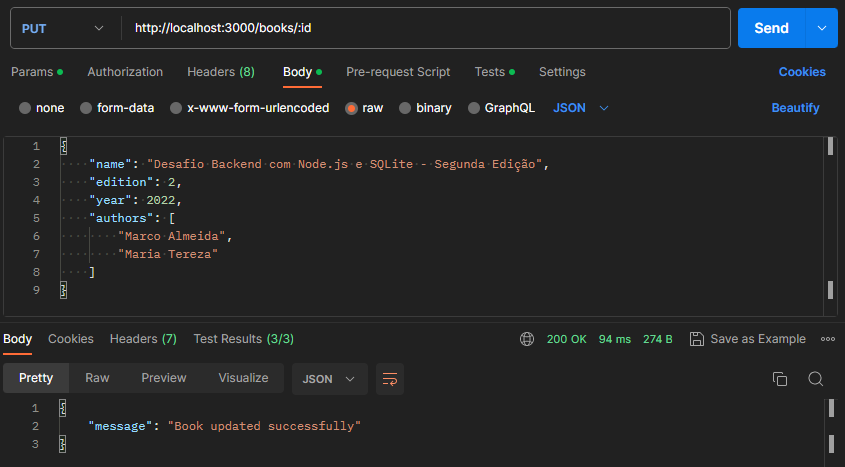 PUT http://localhost:3000/books/:id Send
Params Authorization Headers (8) Body Pre-request Script Tests Settings Cookies
none form-data x-www-form-urlencoded raw binary GraphQL JSON Beautify
1 {
2 "name": "Desafio Backend com Node.js e SQLite - Segunda Edição",
3 "edition": 2,
4 "year": 2022,
5 "authors": [
6 "Marco Almeida",
7 "Maria Tereza"
8 ]
9 }
Body Cookies Headers (7) Test Results (3/3) 200 OK 94 ms 274 B Save as Example
Pretty Raw Preview Visualize JSON
1 {
2 "message": "Book updated successfully"
3 }